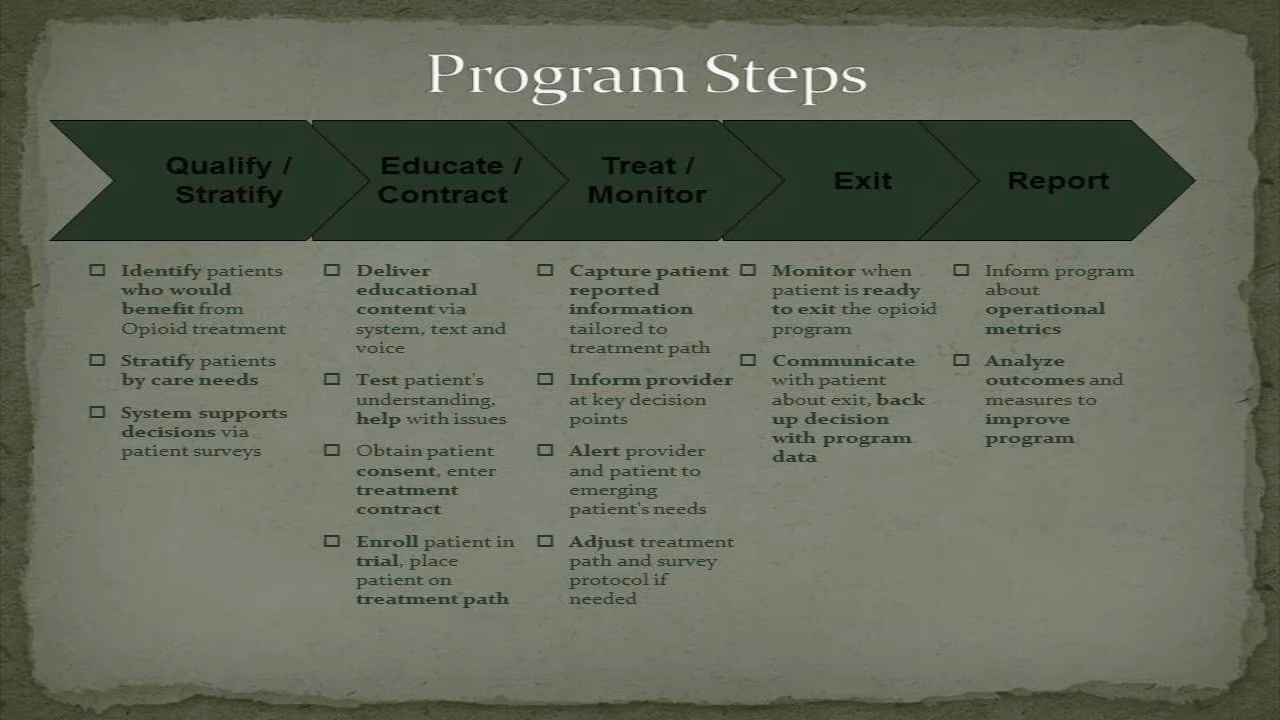 Program Steps
Qualify /
Stratify
Educate /
Contract
Treat /
Monitor
Exit
Report
Identify patients
who would
benefit from
Opioid treatment
Stratify patients
by care needs
System supports
decisions via
patient surveys
Deliver
educational
content via
system, text and
voice
Test patient's
understanding,
help with issues
Obtain patient
consent, enter
treatment
contract
Enroll patient in
trial, place
patient on
treatment path
Capture patient
reported
information
tailored to
treatment path
Inform provider
at key decision
points
Alert provider
and patient to
emerging
patient's needs
Adjust treatment
path and survey
protocol if
needed
Monitor when
patient is ready
to exit the opioid
program
Communicate
with patient
about exit, back
up decision
with program
data
Inform program
about
operational
metrics
Analyze
outcomes and
measures to
improve
program